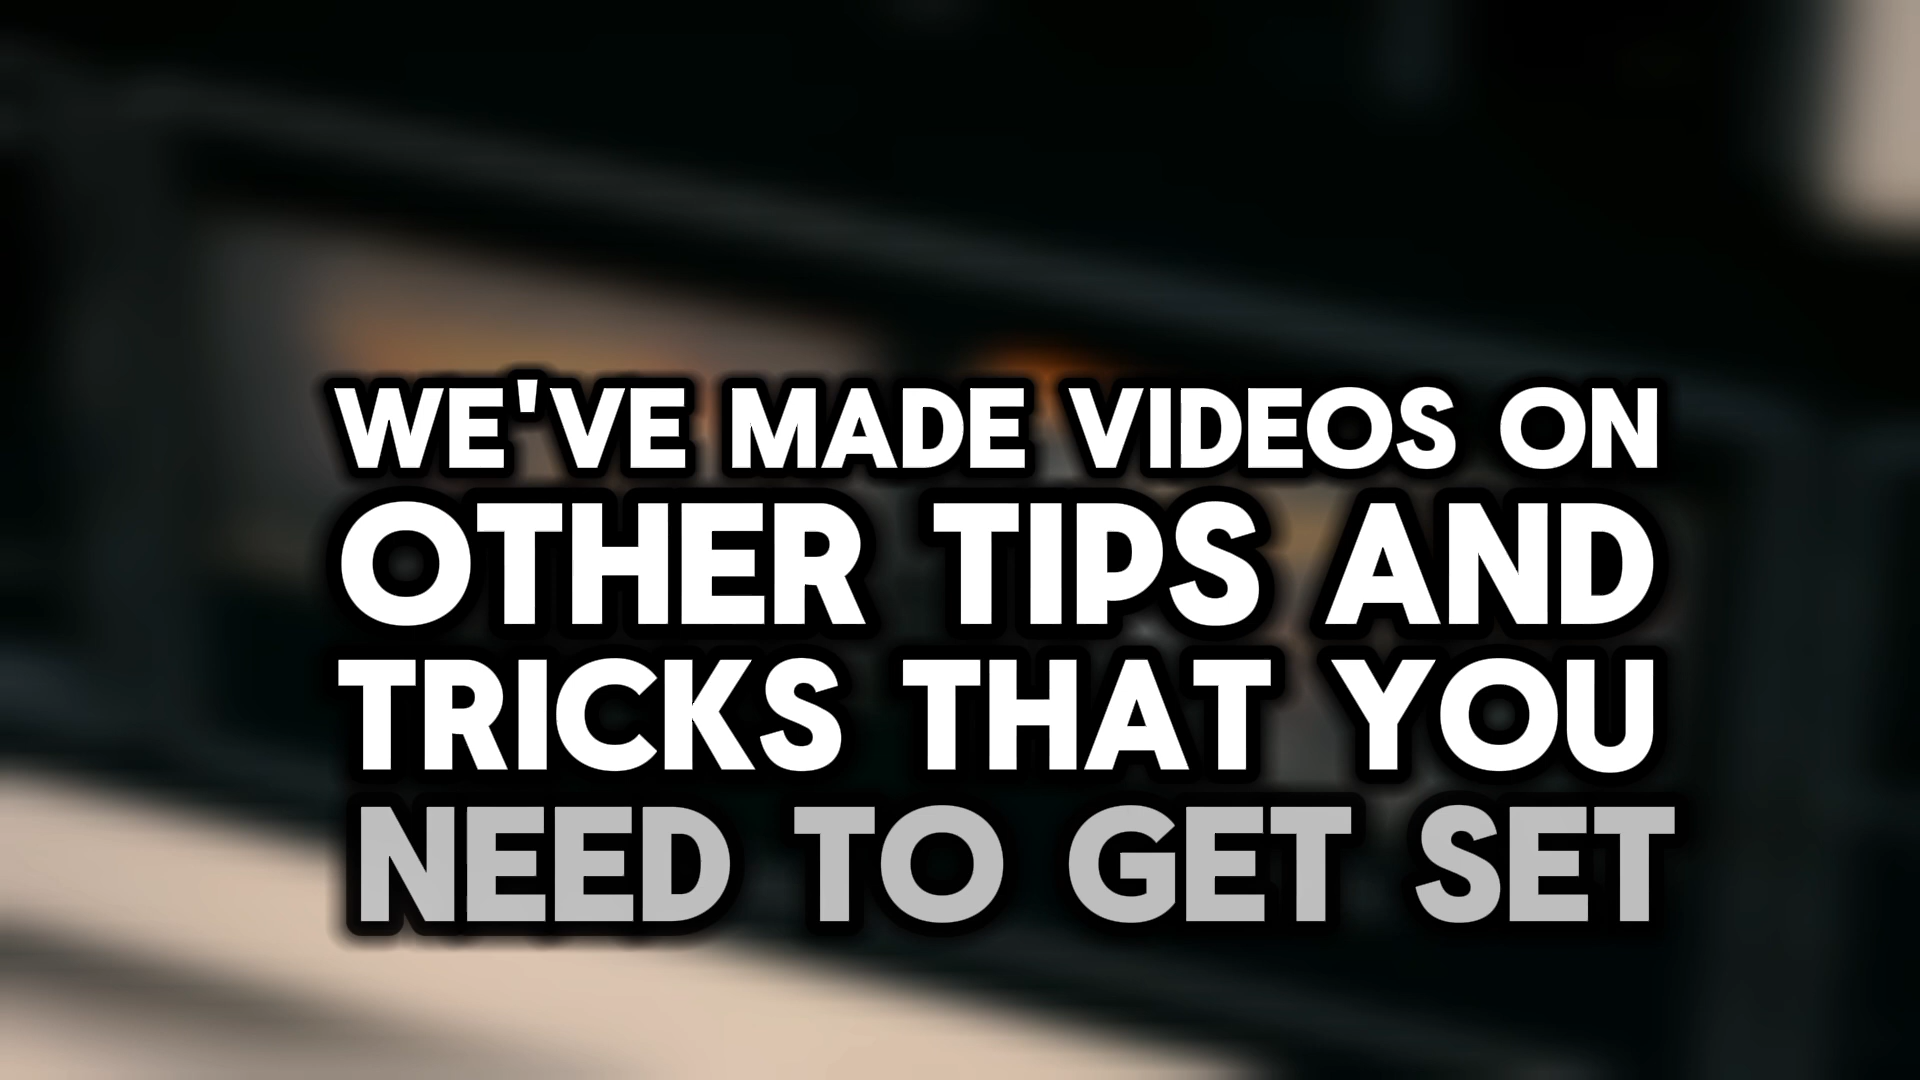 WE'VE MADE VIDEOS ON
OTHER TIPS AND
TRICKS THAT YOU
NEED TO GET SET